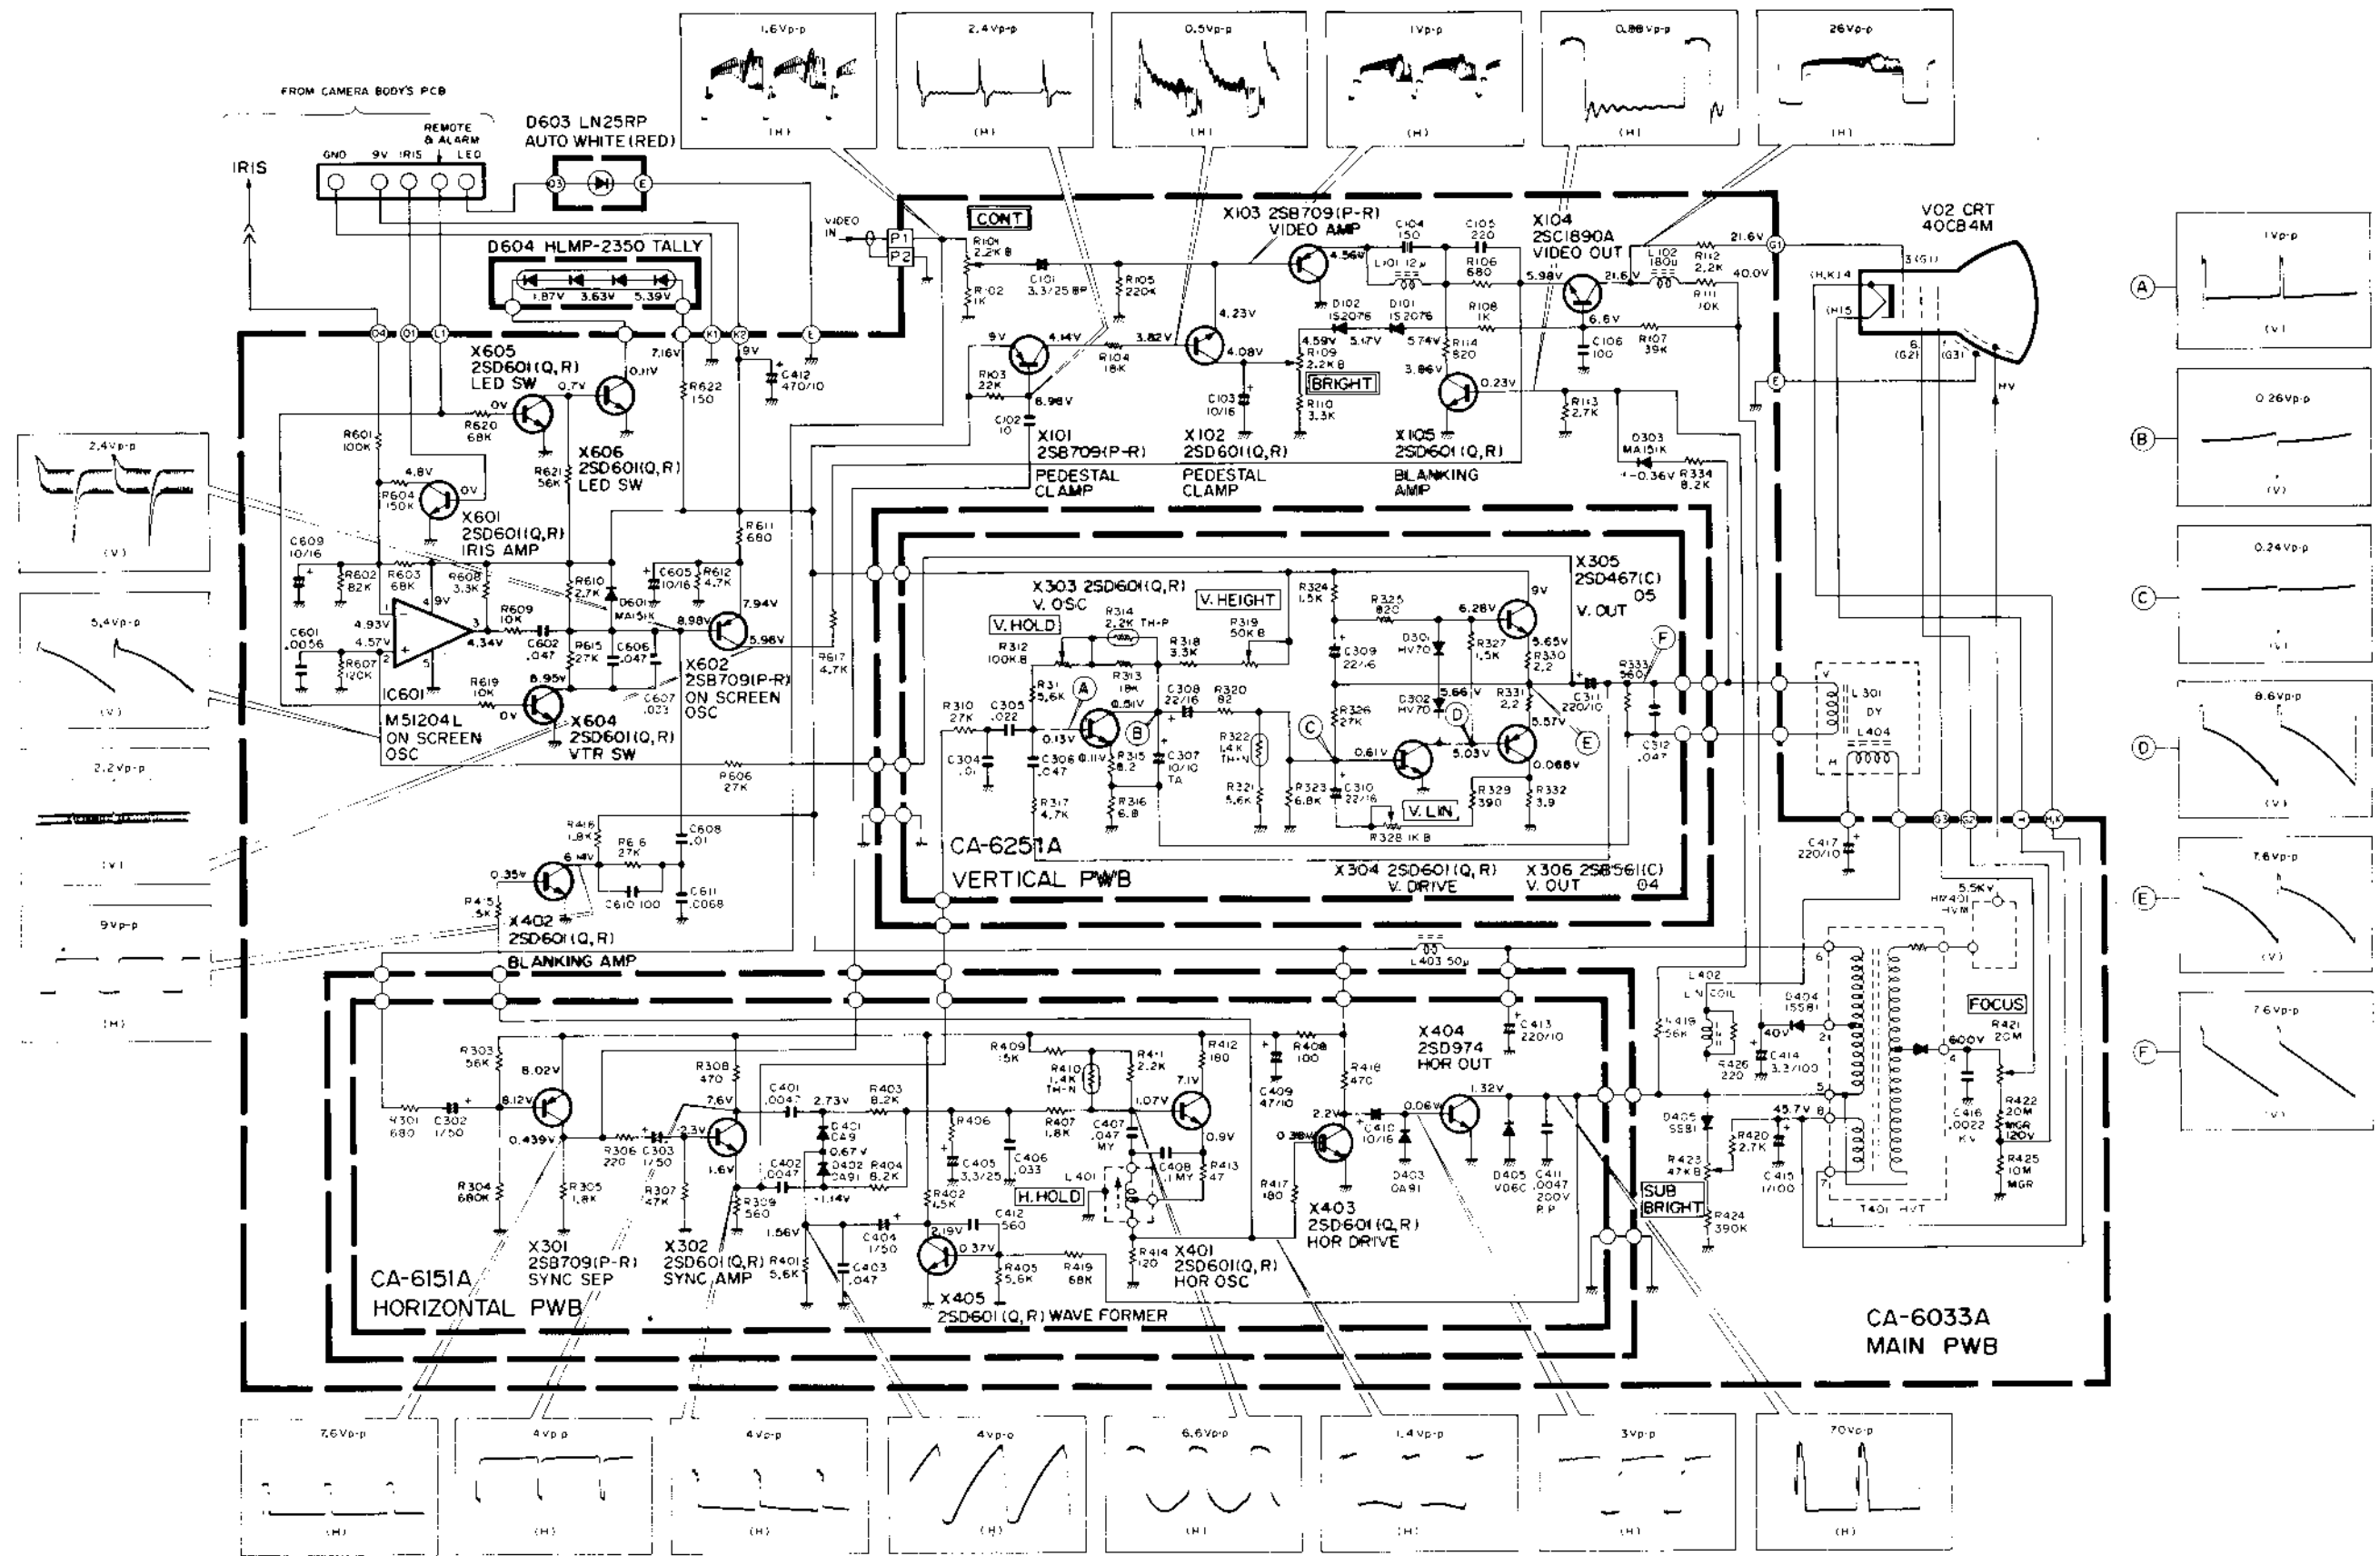 1.6Vp-p
(H)
2.4Vp-p
(H)
0.5Vp-p
(H)
1Vp-p
(H)
0.88Vp-p
(H)
26Vp-p
(H)
FROM CAMERA BODY'S PCB
REMOTE
& ALARM
GND 9V IRIS LED
IRIS
D603 LN25RP
AUTO WHITE (RED)
D604 HLMP-2350 TALLY
1.87V 3.63V 5.39V
VIDEO
IN
P1
P2
CONT
R101
2.2K B
R102
1K
C101
3.3/25 BP
R105
220K
X103 2SB709(P-R)
VIDEO AMP
4.56V
C104
150
C105
220
L101 12µ
R106
680
X104
2SC1890A
VIDEO OUT
5.98V
21.6V
L102
180µ
R112
2.2K
R111
10K
21.6V
40.0V
G1
V02 CRT
40CB4M
3(G1)
(H,K)4
(H)5
(G2)
(G3)
HV
E
D102
1S2076
D101
1S2076
R108
1K
6.6V
R107
39K
C106
100
4.59V 5.17V 5.74V
R109
2.2K B
BRIGHT
R110
3.3K
R114
820
3.86V
0.23V
R113
2.7K
D303
MA151K
-0.36V
R334
8.2K
9V
4.14V
R104
18K
3.82V
4.23V
4.08V
R103
22K
8.98V
C102
10
C103
10/16
X101
2SB709(P-R)
PEDESTAL
CLAMP
X102
2SD601(Q,R)
PEDESTAL
CLAMP
X105
2SD601(Q,R)
BLANKING
AMP
X605
2SD601(Q,R)
LED SW
0.7V
0.11V
0V
R620
68K
X606
2SD601(Q,R)
LED SW
R621
56K
7.16V
R622
150
9V
C412
470/10
R601
100K
4.8V
R604
150K
0V
X601
2SD601(Q,R)
IRIS AMP
C609
10/16
R602
82K
R603
68K
R608
3.3K
4.9V
4.93V
4.57V
4.34V
C601
.0056
R607
120K
IC601
M51204L
ON SCREEN
OSC
R609
10K
C602
.047
R610
2.7K
D601
MA151K
R615
27K
C606
.047
C607
.023
C605
10/16
R612
4.7K
R611
680
7.94V
8.98V
5.96V
X602
2SB709(P-R)
ON SCREEN
OSC
R617
4.7K
R619
10K
8.95V
0V
X604
2SD601(Q,R)
VTR SW
R606
27K
R416
1.8K
27K
C608
.01
6.14V
0.35V
C610 100
C611
.0068
X402
2SD601(Q,R)
BLANKING AMP
2.4Vp-p
(V)
5.4Vp-p
(V)
2.2Vp-p
(V)
9Vp-p
(H)
X303 2SD601(Q,R)
V. OSC
V.HOLD
R312
100K.B
R314
2.2K TH-P
R313
18K
R318
3.3K
V.HEIGHT
R319
50K B
5.6K
A
R310
27K
C305
.022
0.13V
0.51V
B
C308
22/16
R320
82
C304
.01
C306
.047
0.11V
R315
8.2
C307
10/10
TA
R317
4.7K
R316
6.8
R322
1.4K
TH-N
R321
5.6K
R323
6.8K
C
R324
1.5K
C309
22/16
R325
820
D301
HV70
6.28V
R327
1.5K
X305
2SD467(C)
05
V. OUT
9V
5.65V
R330
2.2
D302
HV70
5.66V
R331
2.2
5.57V
R326
27K
D
E
0.61V
5.03V
0.068V
C310
22/16
V.LIN
R328 1K B
R329
390
R332
3.9
C311
220/10
R333
560
F
C312
.047
CA-6251A
VERTICAL PWB
X304 2SD601(Q,R)
V. DRIVE
X306 2SB561(C)
V. OUT 04
V L301
DY
L404
H
C417
220/10
G3 G2 H H,K
5.5KV
HM401
HVM
1Vp-p
A
(V)
0.26Vp-p
B
(V)
0.24Vp-p
C
(V)
8.6Vp-p
D
(V)
7.6Vp-p
E
(V)
7.6Vp-p
F
(V)
L403 50µ
R303
56K
8.02V
8.12V
R301
680
C302
1/50
0.439V
R304
680K
R305
1.8K
R306
220
C303
1/50
R307
47K
R308
470
7.6V
1.6V
R309
560
C401
.0047
2.73V
R403
8.2K
D401
0.67V
C402
.0047
D402
OA91
R404
8.2K
-1.14V
R406
C405
3.3/25
C406
.033
R402
1.5K
R409
15K
R410
1.4K
TH-N
2.2K
R407
1.8K
1.07V
C407
.047
MY
L401
H.HOLD
C408
.1 MY
R412
180
7.1V
0.9V
R413
47
R414
120
1.56V
R401
5.6K
C403
.047
C404
1/50
2.19V
C412
560
0.37V
R405
5.6K
R419
68K
X301
2SB709(P-R)
SYNC SEP
X302
2SD601(Q,R)
SYNC AMP
X405
2SD601(Q,R) WAVE FORMER
X401
2SD601(Q,R)
HOR OSC
CA-6151A
HORIZONTAL PWB
R408
100
C409
47/10
R418
470
2.2V
C410
10/16
0.06V
D403
OA91
R417
180
X403
2SD601(Q,R)
HOR DRIVE
X404
2SD974
HOR OUT
C413
220/10
1.32V
D405
V06C
C411
.0047
200V
P.P
56K
L402
LIN COIL
R426
220
D404
1SS81
40V
C414
3.3/100
R420
2.7K
45.7V
C415
1/100
R423
47K B
SUB
BRIGHT
R424
390K
T401 HVT
FOCUS
R421
20M
600V
C416
.0022
KV
R422
20M
MGR
120V
R425
10M
MGR
CA-6033A
MAIN PWB
7.6Vp-p
(H)
4Vp-p
(H)
4Vp-p
(H)
4Vp-p
(H)
6.6Vp-p
(H)
1.4Vp-p
(H)
3Vp-p
(H)
70Vp-p
(H)